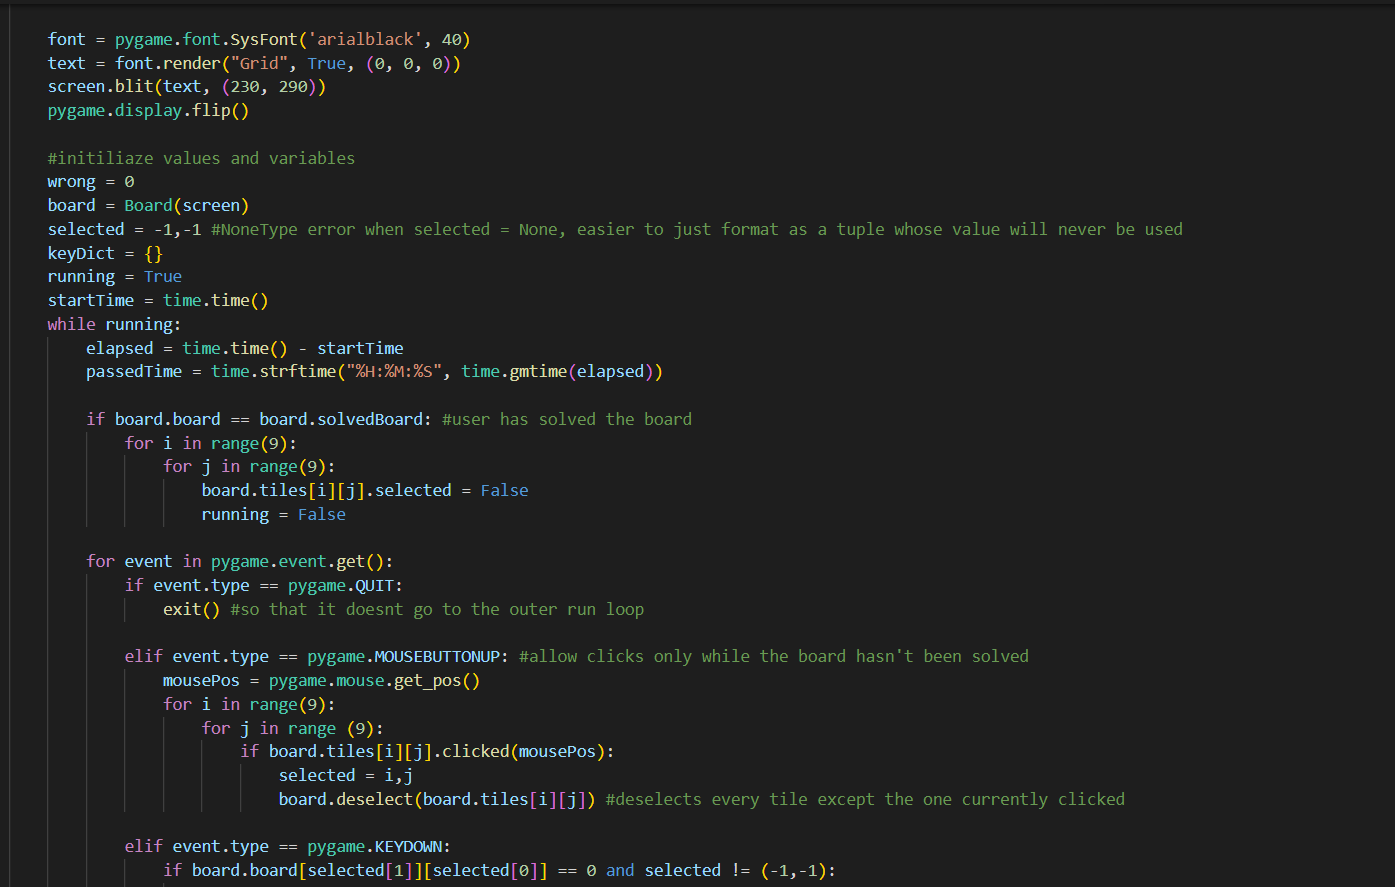 font = pygame.font.SysFont('arialblack', 40)
text = font.render("Grid", True, (0, 0, 0))
screen.blit(text, (230, 290))
pygame.display.flip()
#initiliaze values and variables
wrong = 0
board = Board(screen)
selected = -1,-1 #NoneType error when selected = None, easier to just format as a tuple whose value will never be used
keyDict = {}
running = True
startTime = time.time()
while running:
    elapsed = time.time() - startTime
    passedTime = time.strftime("%H:%M:%S", time.gmtime(elapsed))
    if board.board == board.solvedBoard: #user has solved the board
        for i in range(9):
            for j in range(9):
                board.tiles[i][j].selected = False
                running = False
    for event in pygame.event.get():
        if event.type == pygame.QUIT:
            exit() #so that it doesnt go to the outer run loop
        elif event.type == pygame.MOUSEBUTTONUP: #allow clicks only while the board hasn't been solved
            mousePos = pygame.mouse.get_pos()
            for i in range(9):
                for j in range (9):
                    if board.tiles[i][j].clicked(mousePos):
                        selected = i,j
                        board.deselect(board.tiles[i][j]) #deselects every tile except the one currently clicked
        elif event.type == pygame.KEYDOWN:
            if board.board[selected[1]][selected[0]] == 0 and selected != (-1,-1):